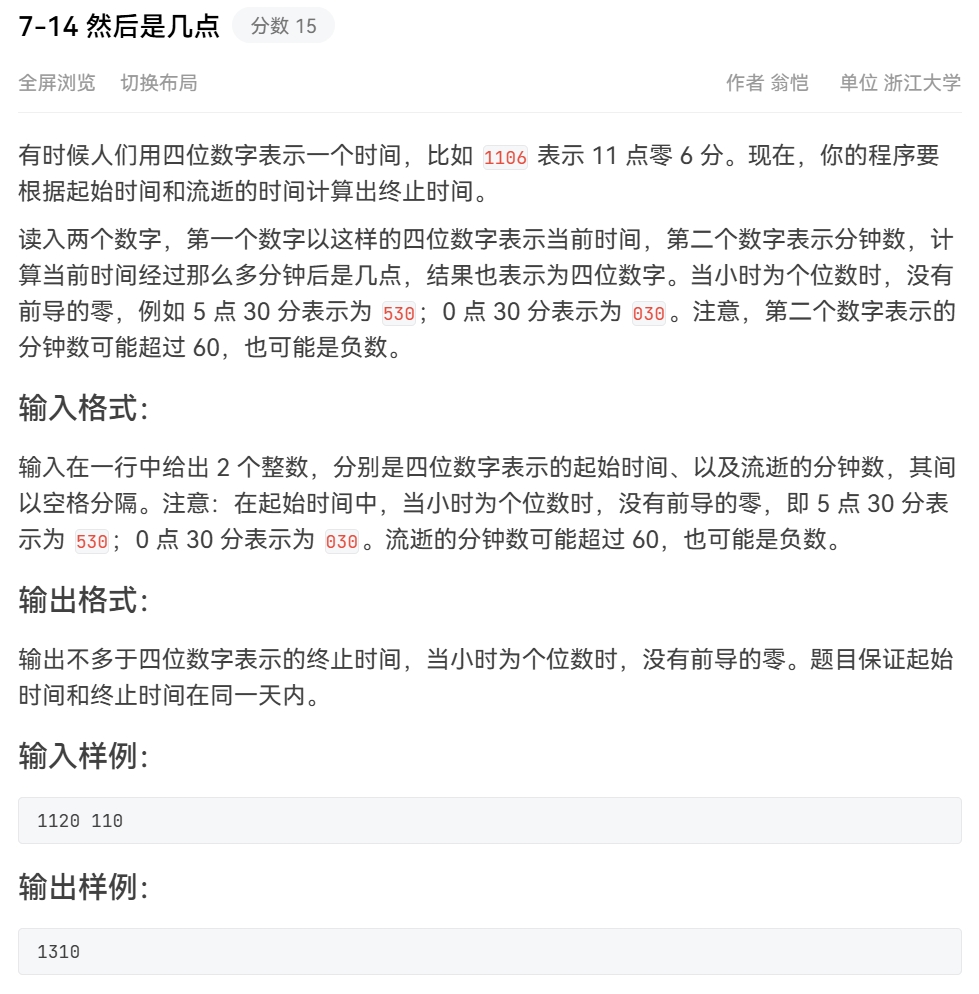 7-14 然后是几点 分数 15
全屏浏览 切换布局 作者 翁恺 单位 浙江大学
有时候人们用四位数字表示一个时间，比如 1106 表示 11 点零 6 分。现在，你的程序要
根据起始时间和流逝的时间计算出终止时间。
读入两个数字，第一个数字以这样的四位数字表示当前时间，第二个数字表示分钟数，计
算当前时间经过那么多分钟后是几点，结果也表示为四位数字。当小时为个位数时，没有
前导的零，例如 5 点 30 分表示为 530；0 点 30 分表示为 030。注意，第二个数字表示的
分钟数可能超过 60，也可能是负数。
输入格式：
输入在一行中给出 2 个整数，分别是四位数字表示的起始时间、以及流逝的分钟数，其间
以空格分隔。注意：在起始时间中，当小时为个位数时，没有前导的零，即 5 点 30 分表
示为 530；0 点 30 分表示为 030。流逝的分钟数可能超过 60，也可能是负数。
输出格式：
输出不多于四位数字表示的终止时间，当小时为个位数时，没有前导的零。题目保证起始
时间和终止时间在同一天内。
输入样例：
1120 110
输出样例：
1310